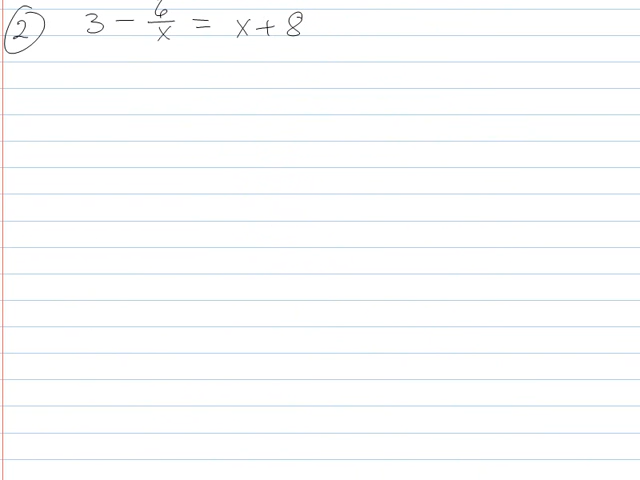 ② 3 - 6/x = x + 8